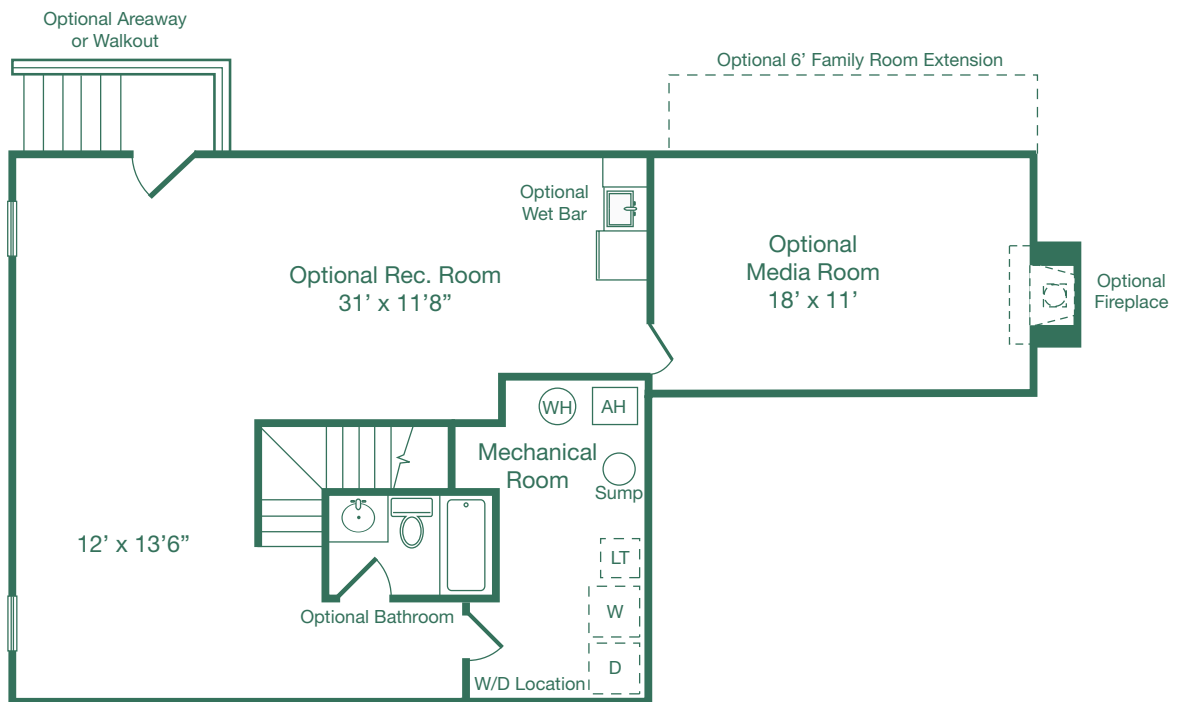 Optional Areaway
or Walkout
Optional 6’ Family Room Extension
Optional
Wet Bar
Optional Rec. Room
31’ x 11’8”
Optional
Media Room
18’ x 11’
Optional
Fireplace
WH
AH
Mechanical
Room
Sump
12’ x 13’6”
LT
W
Optional Bathroom
D
W/D Location